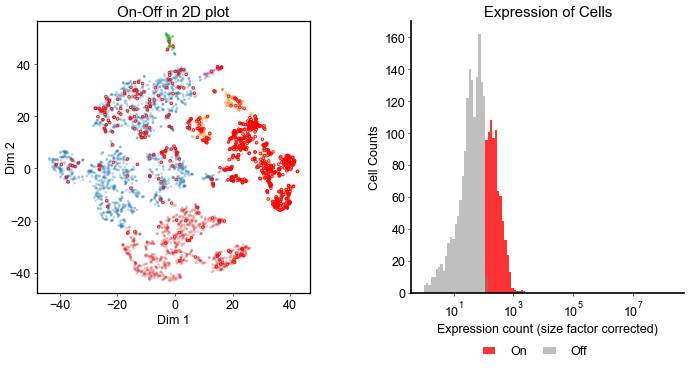 On-Off in 2D plot
Dim 2
40
20
0
−20
−40
−40 −20 0 20 40
Dim 1
Expression of Cells
Cell Counts
160
140
120
100
80
60
40
20
0
10^1 10^3 10^5 10^7
Expression count (size factor corrected)
On Off